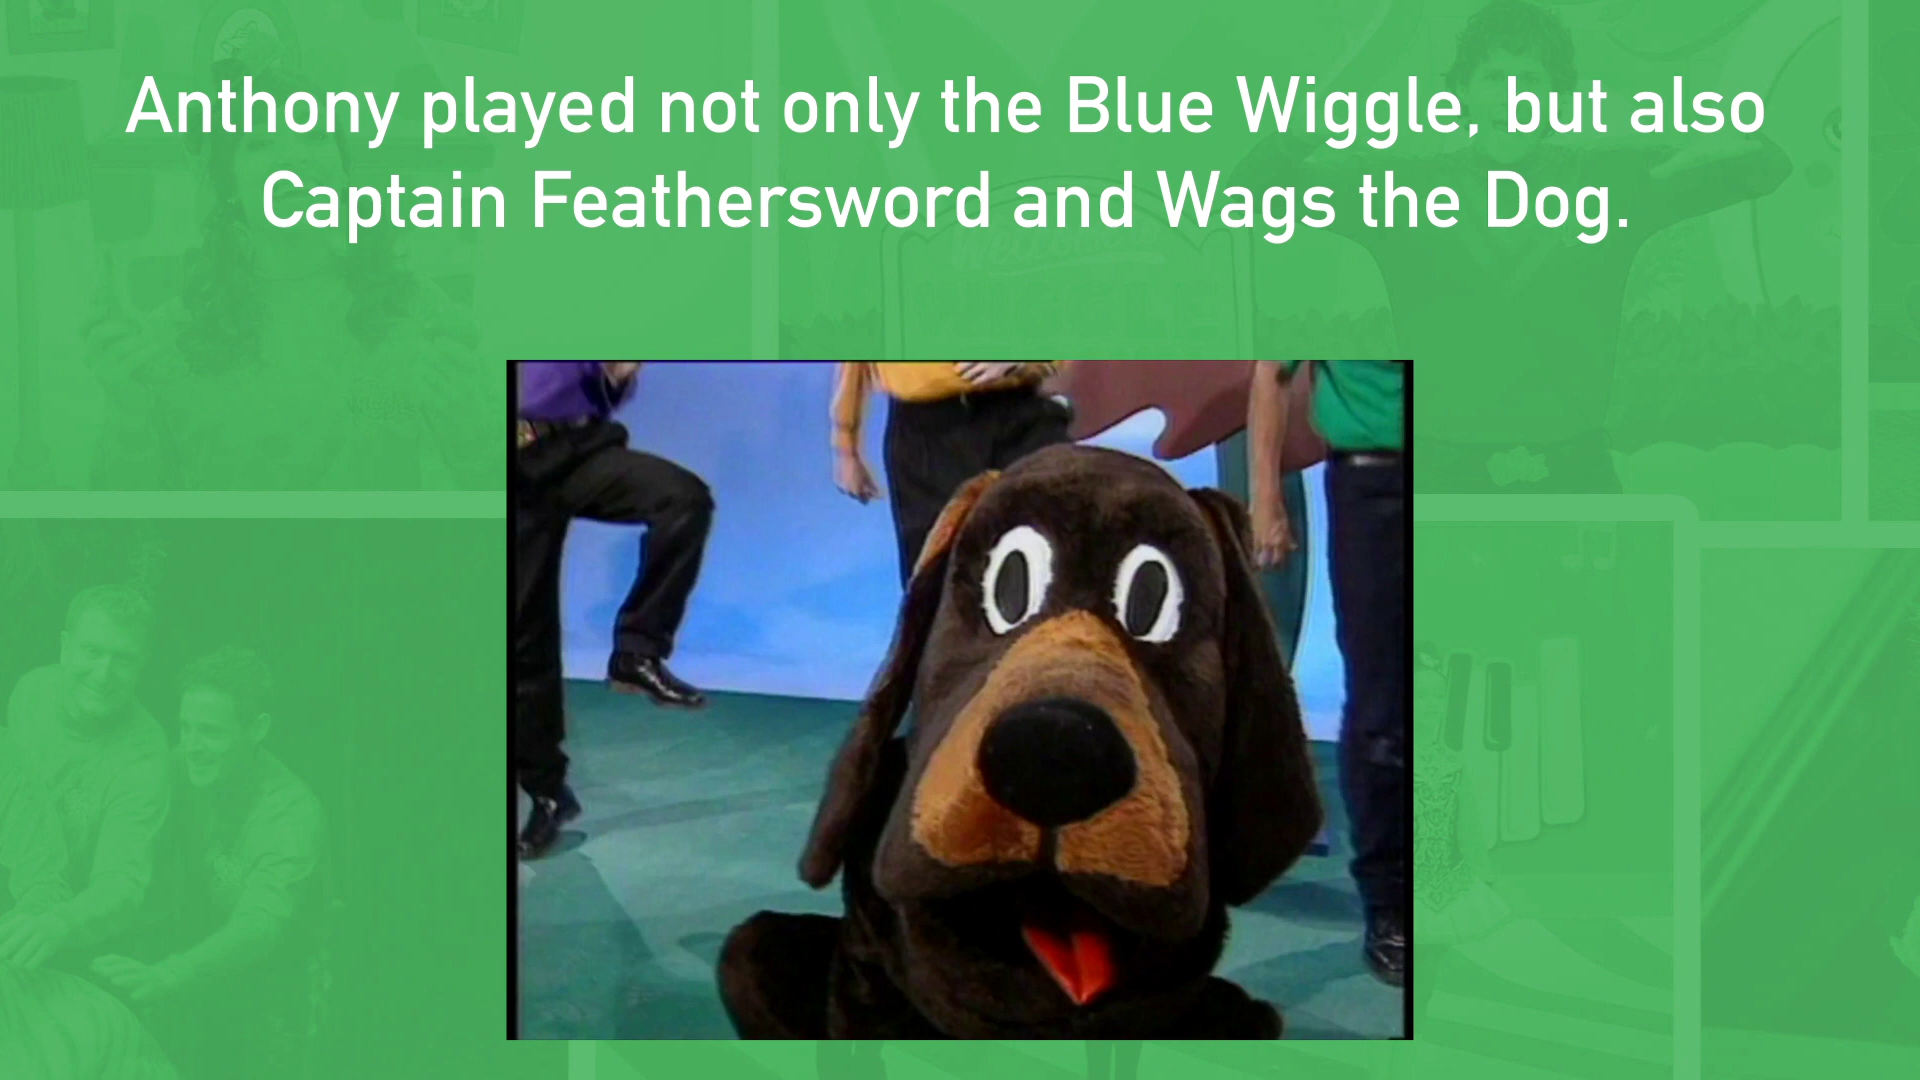 Anthony played not only the Blue Wiggle, but also
Captain Feathersword and Wags the Dog.